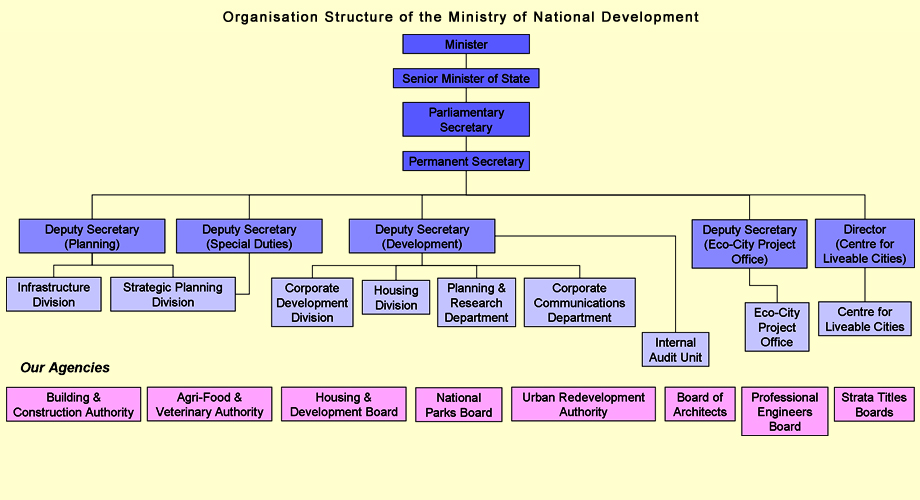 Organisation Structure of the Ministry of National Development
Minister
Senior Minister of State
Parliamentary
Secretary
Permanent Secretary
Deputy Secretary
(Planning)
Deputy Secretary
(Special Duties)
Deputy Secretary
(Development)
Deputy Secretary
(Eco-City Project
Office)
Director
(Centre for
Liveable Cities)
Infrastructure
Division
Strategic Planning
Division
Corporate
Development
Division
Housing
Division
Planning &
Research
Department
Corporate
Communications
Department
Internal
Audit Unit
Eco-City
Project
Office
Centre for
Liveable Cities
Our Agencies
Building &
Construction Authority
Agri-Food &
Veterinary Authority
Housing &
Development Board
National
Parks Board
Urban Redevelopment
Authority
Board of
Architects
Professional
Engineers
Board
Strata Titles
Boards